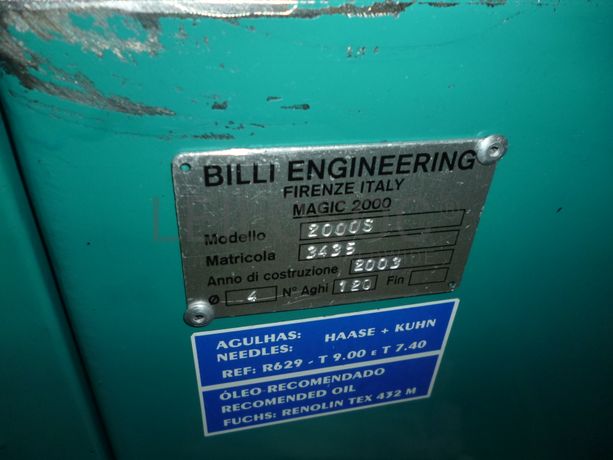 BILLI ENGINEERING
FIRENZE ITALY
MAGIC 2000
Modello 2000S
Matricola 3435
Anno di costruzione 2003
Ø 4 N° Aghi 120 Fin
AGULHAS: HAASE + KUHN
NEEDLES:
REF: R629 - T 9.00 E T 7.40
ÓLEO RECOMENDADO
RECOMENDED OIL
FUCHS: RENOLIN TEX 432 M